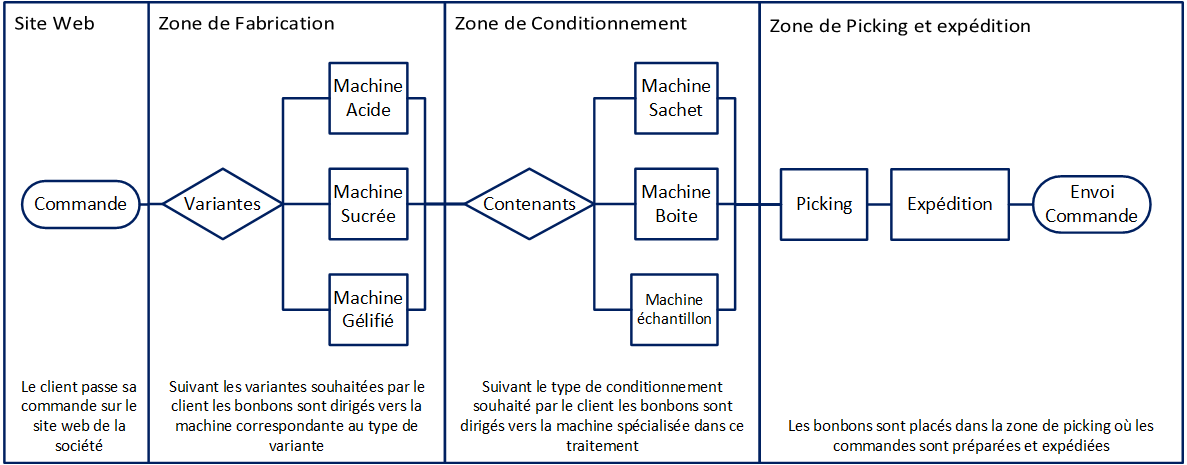 Site Web
Zone de Fabrication
Zone de Conditionnement
Zone de Picking et expédition
Commande
Variantes
Machine
Acide
Machine
Sucrée
Machine
Gélifié
Contenants
Machine
Sachet
Machine
Boite
Machine
échantillon
Picking
Expédition
Envoi
Commande
Le client passe sa
commande sur le
site web de la
société
Suivant les variantes souhaitées par le
client les bonbons sont dirigés vers la
machine correspondante au type de
variante
Suivant le type de conditionnement
souhaité par le client les bonbons sont
dirigés vers la machine spécialisée dans ce
traitement
Les bonbons sont placés dans la zone de picking où les
commandes sont préparées et expédiées